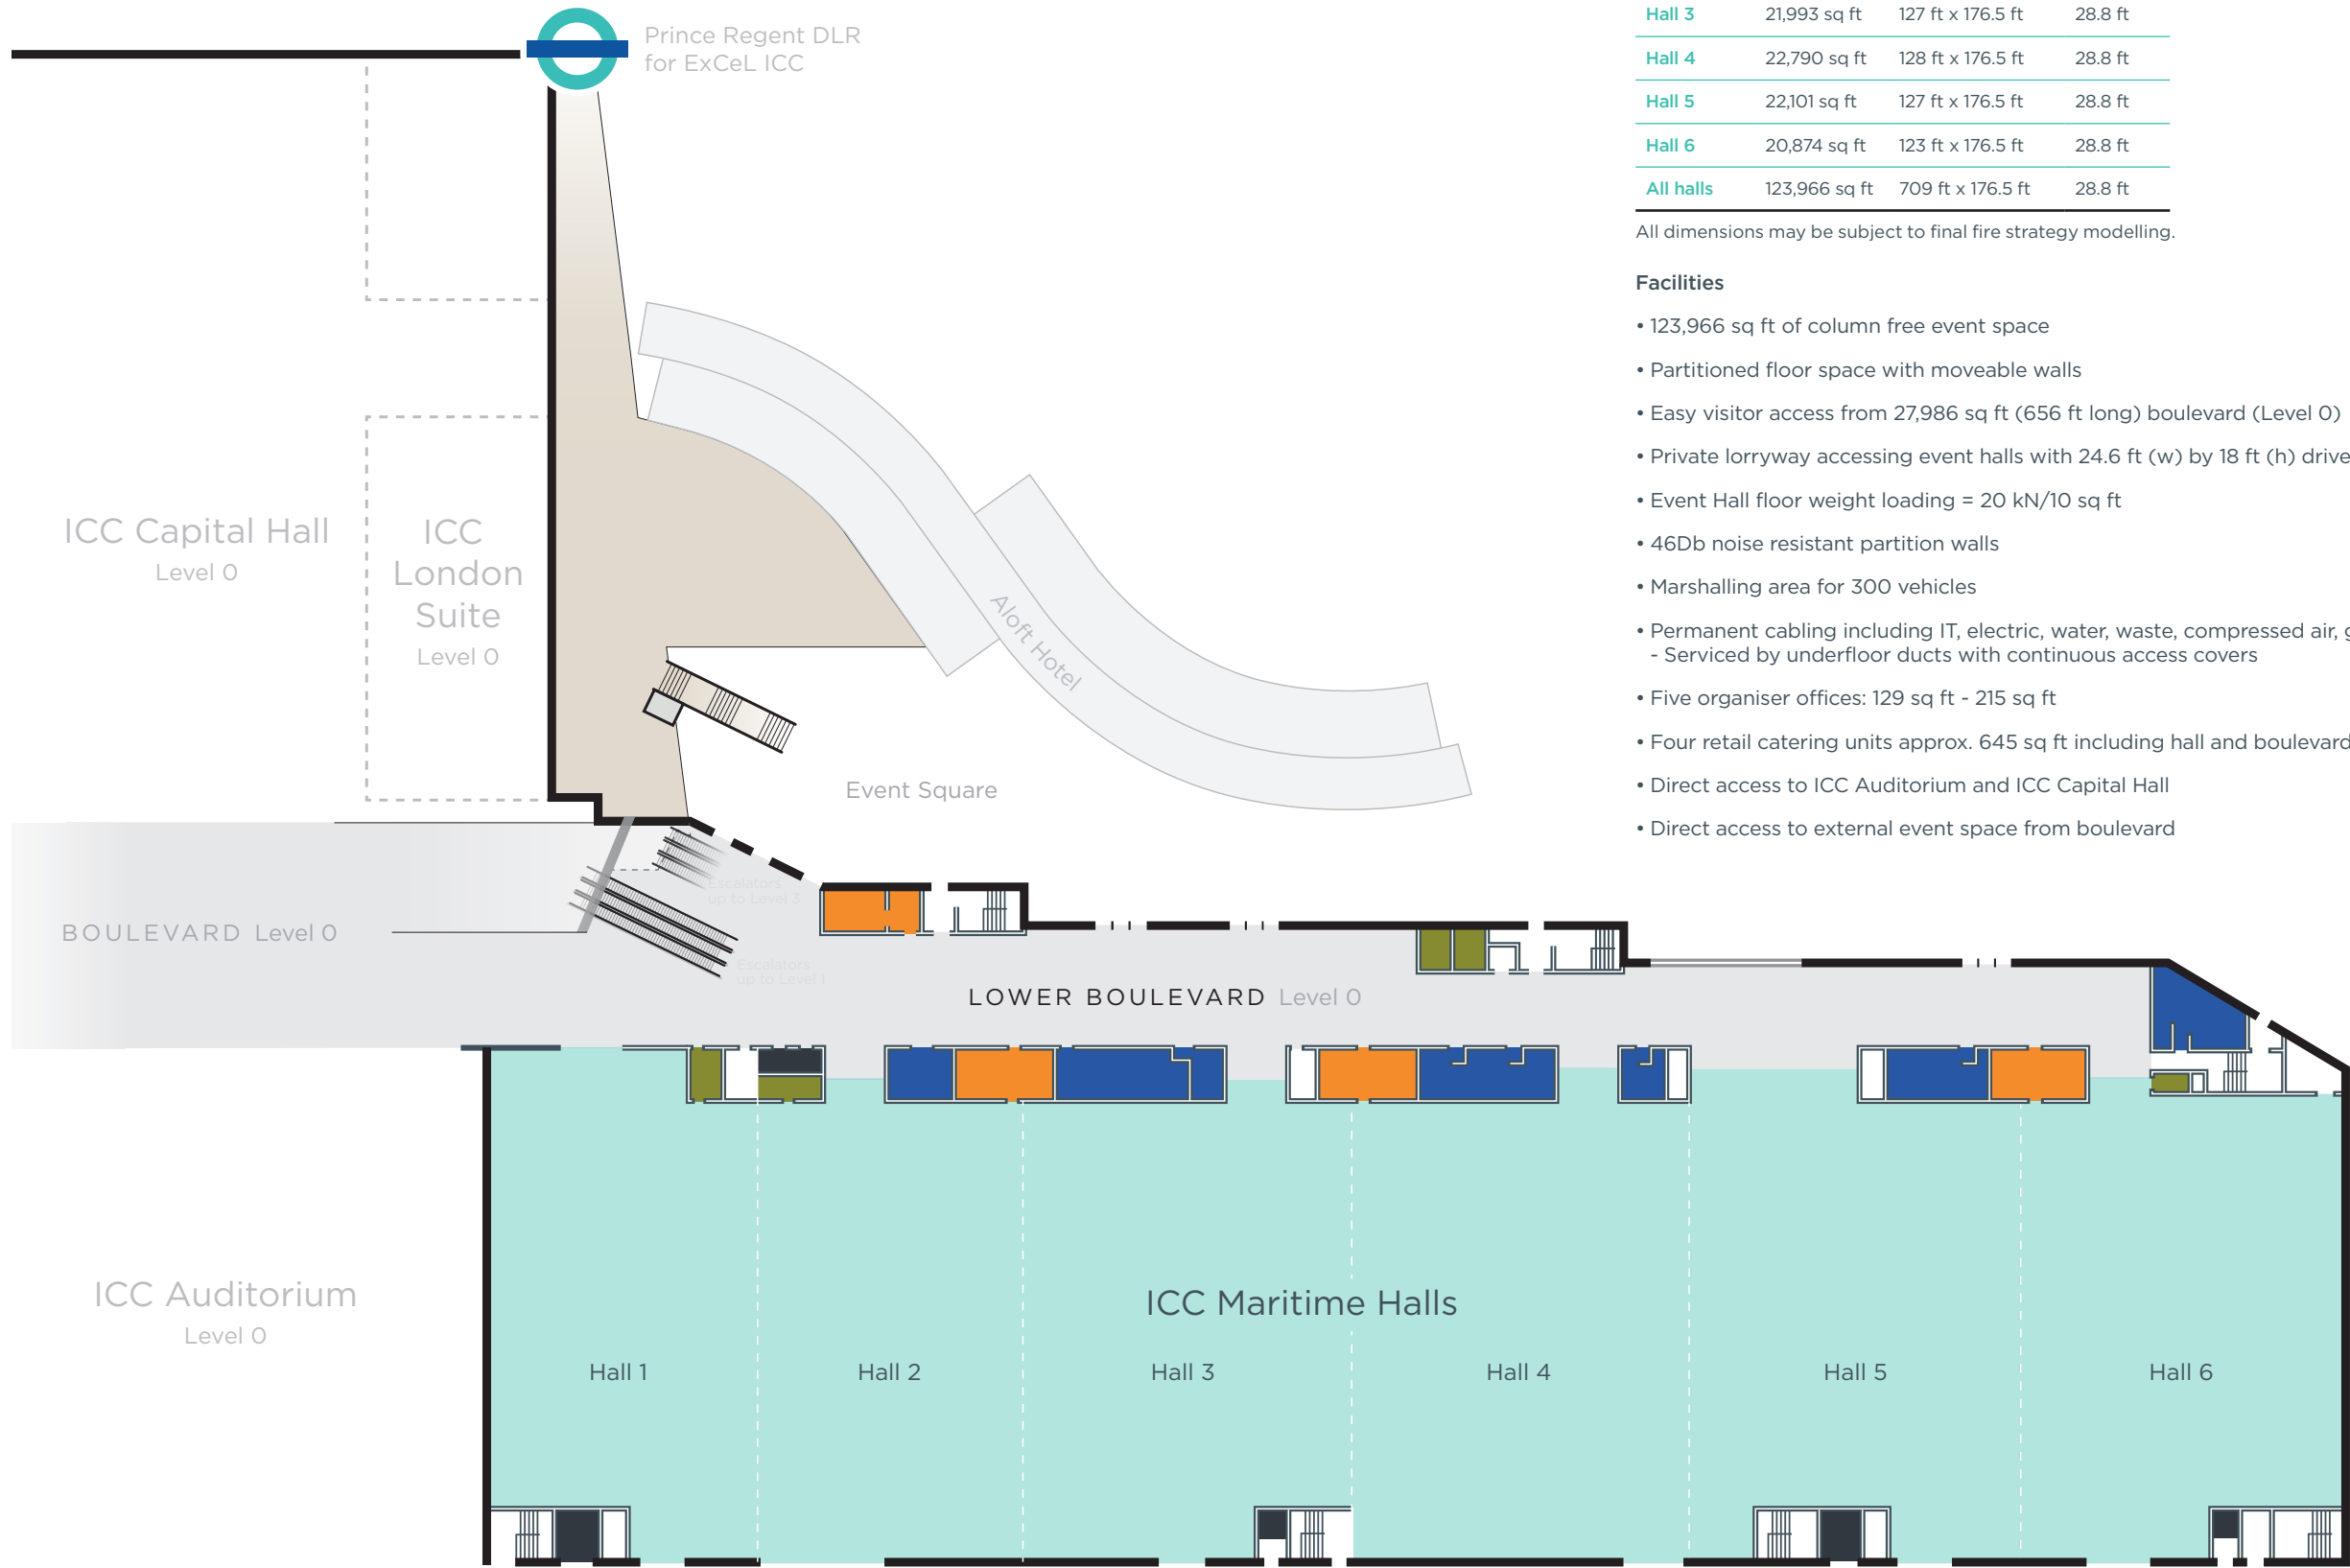 Prince Regent DLR
for ExCeL ICC
Hall 3 21,993 sq ft 127 ft x 176.5 ft 28.8 ft
Hall 4 22,790 sq ft 128 ft x 176.5 ft 28.8 ft
Hall 5 22,101 sq ft 127 ft x 176.5 ft 28.8 ft
Hall 6 20,874 sq ft 123 ft x 176.5 ft 28.8 ft
All halls 123,966 sq ft 709 ft x 176.5 ft 28.8 ft
All dimensions may be subject to final fire strategy modelling.
Facilities
• 123,966 sq ft of column free event space
• Partitioned floor space with moveable walls
• Easy visitor access from 27,986 sq ft (656 ft long) boulevard (Level 0)
• Private lorryway accessing event halls with 24.6 ft (w) by 18 ft (h) drive
• Event Hall floor weight loading = 20 kN/10 sq ft
• 46Db noise resistant partition walls
• Marshalling area for 300 vehicles
• Permanent cabling including IT, electric, water, waste, compressed air,
- Serviced by underfloor ducts with continuous access covers
• Five organiser offices: 129 sq ft - 215 sq ft
• Four retail catering units approx. 645 sq ft including hall and boulevard
• Direct access to ICC Auditorium and ICC Capital Hall
• Direct access to external event space from boulevard
ICC Capital Hall
Level 0
ICC
London
Suite
Level 0
Aloft Hotel
Event Square
Escalators
up to Level 3
BOULEVARD Level 0
Escalators
up to Level 1
LOWER BOULEVARD Level 0
ICC Auditorium
Level 0
ICC Maritime Halls
Hall 1
Hall 2
Hall 3
Hall 4
Hall 5
Hall 6